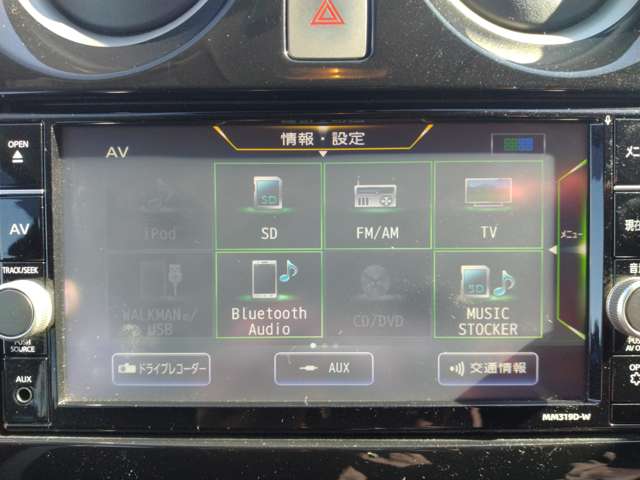 情報・設定
AV
OPEN
AV
TRACK/SEEK
PUSH
SOURCE
AUX
iPod
SD
SD
FM/AM
TV
メニュー
WALKMAN®/
USB
Bluetooth
Audio
CD/DVD
SD
MUSIC
STOCKER
ドライブレコーダー
AUX
交通情報
MM319D-W